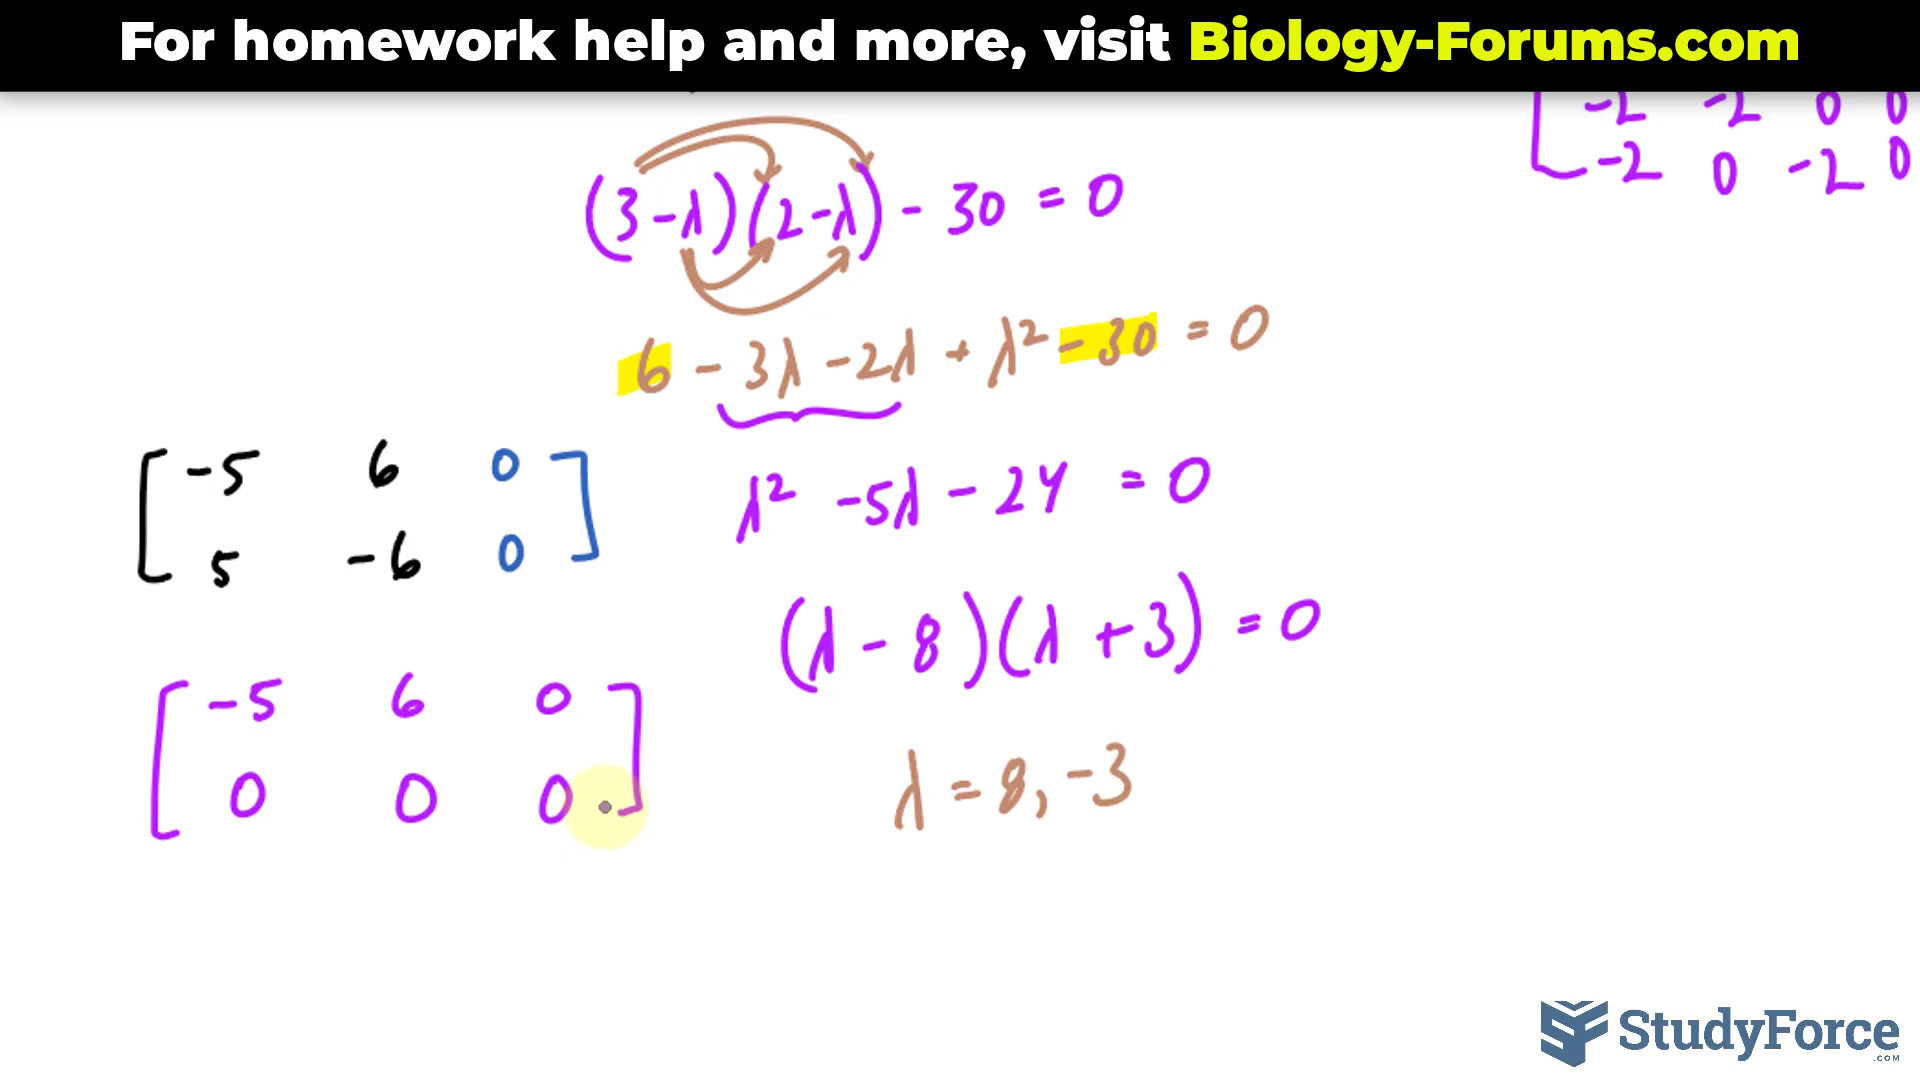 For homework help and more, visit Biology-Forums.com
-2 -2 0 0
-2 0 -2 0
(3-λ)(2-λ) - 30 = 0
6 - 3λ - 2λ + λ² - 30 = 0
-5 6 0
5 -6 0
λ² - 5λ - 24 = 0
(λ - 8)(λ + 3) = 0
-5 6 0
0 0 0
λ = 8, -3
StudyForce
.COM